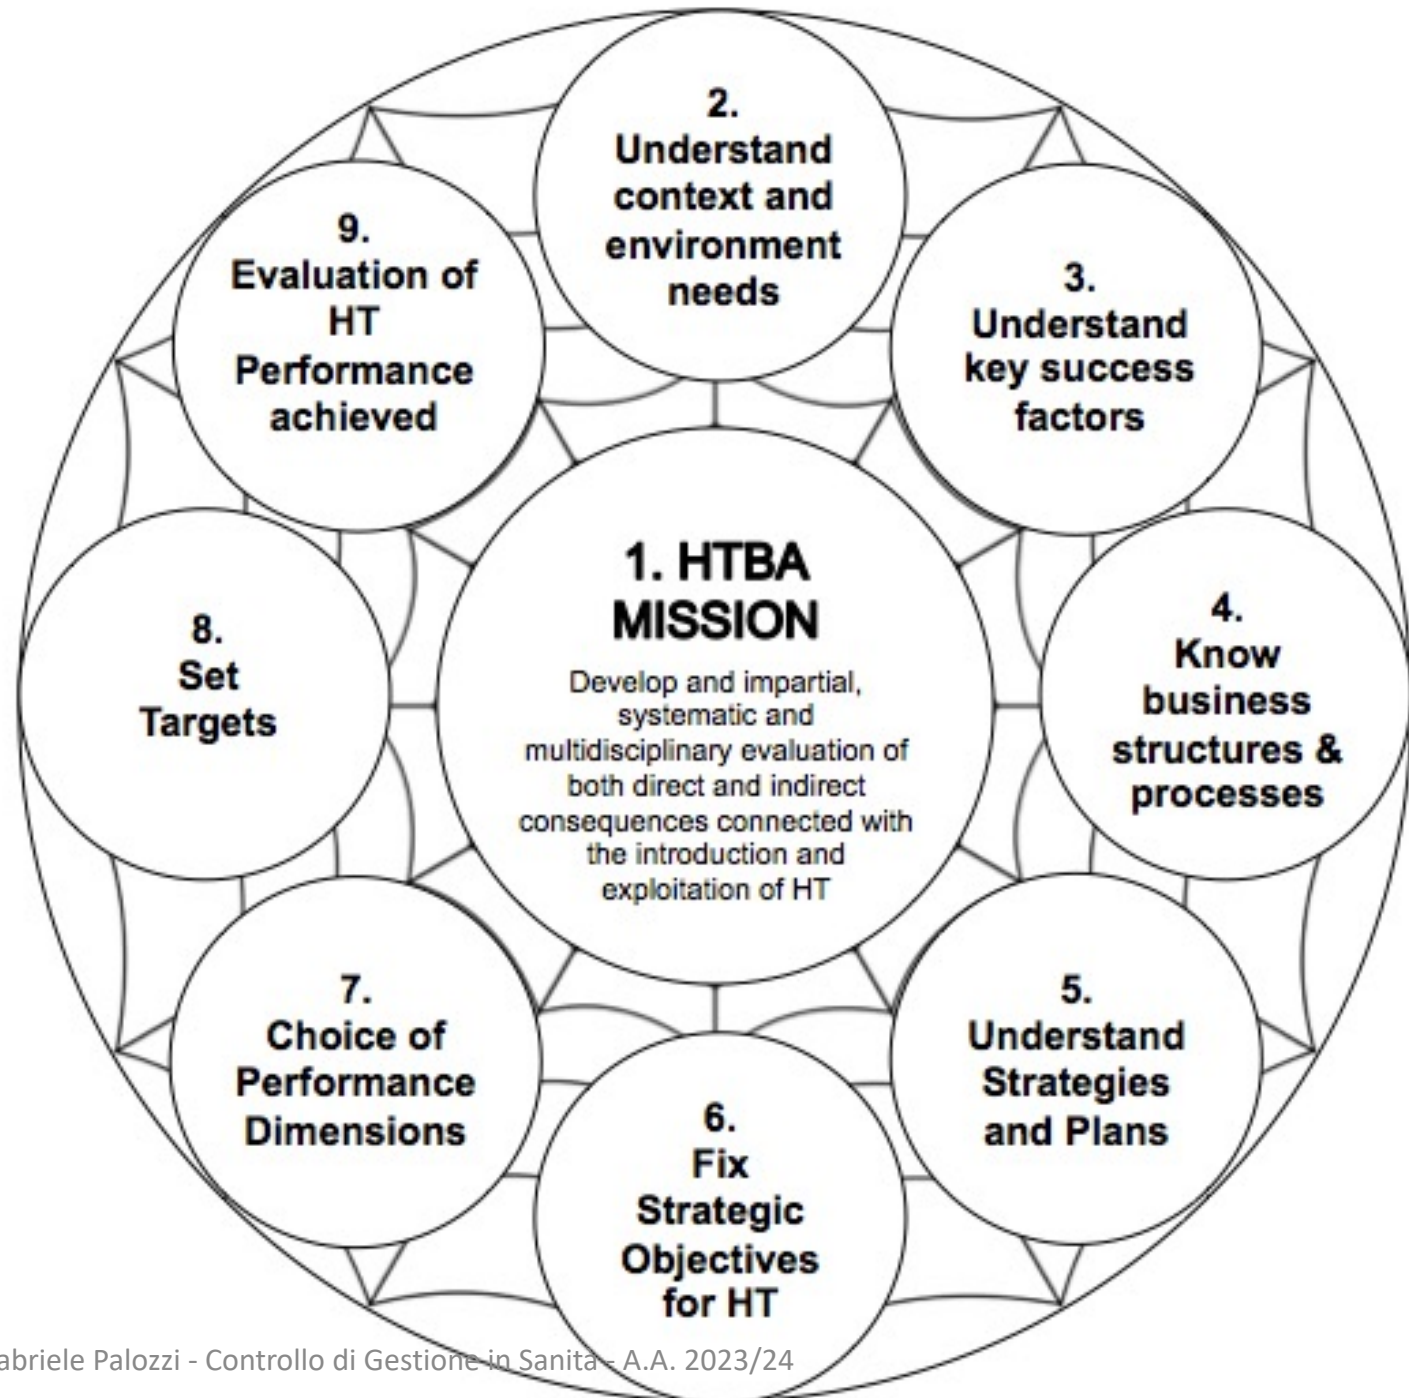 1. HTBA
MISSION
Develop and impartial,
systematic and
multidisciplinary evaluation of
both direct and indirect
consequences connected with
the introduction and
exploitation of HT
2.
Understand
context and
environment
needs
3.
Understand
key success
factors
4.
Know
business
structures &
processes
5.
Understand
Strategies
and Plans
6.
Fix
Strategic
Objectives
for HT
7.
Choice of
Performance
Dimensions
8.
Set
Targets
9.
Evaluation of
HT
Performance
achieved
abriele Palozzi - Controllo di Gestione in Sanità - A.A. 2023/24